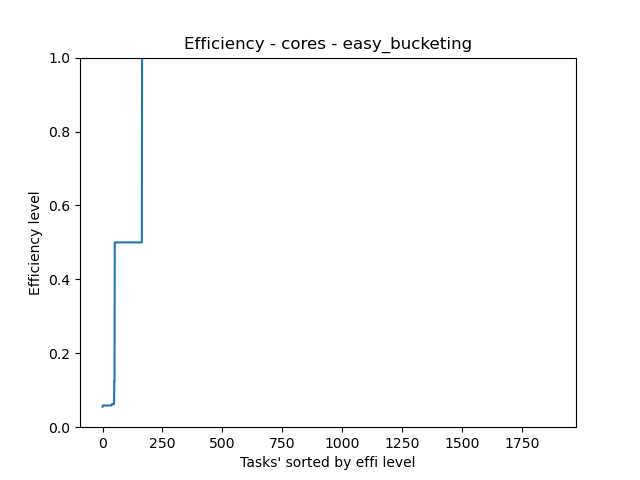 Efficiency - cores - easy_bucketing
1.0
0.8
0.6
0.4
0.2
0.0
Efficiency level
0 250 500 750 1000 1250 1500 1750
Tasks' sorted by effi level